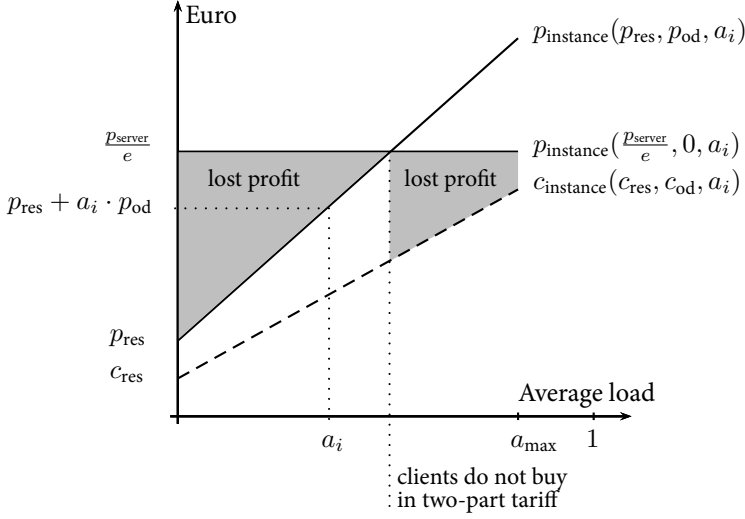 Euro
p_instance(p_res, p_od, a_i)
p_server/e
p_instance(p_server/e, 0, a_i)
lost profit
lost profit
c_instance(c_res, c_od, a_i)
p_res + a_i · p_od
p_res
c_res
Average load
a_i
a_max
1
clients do not buy
in two-part tariff